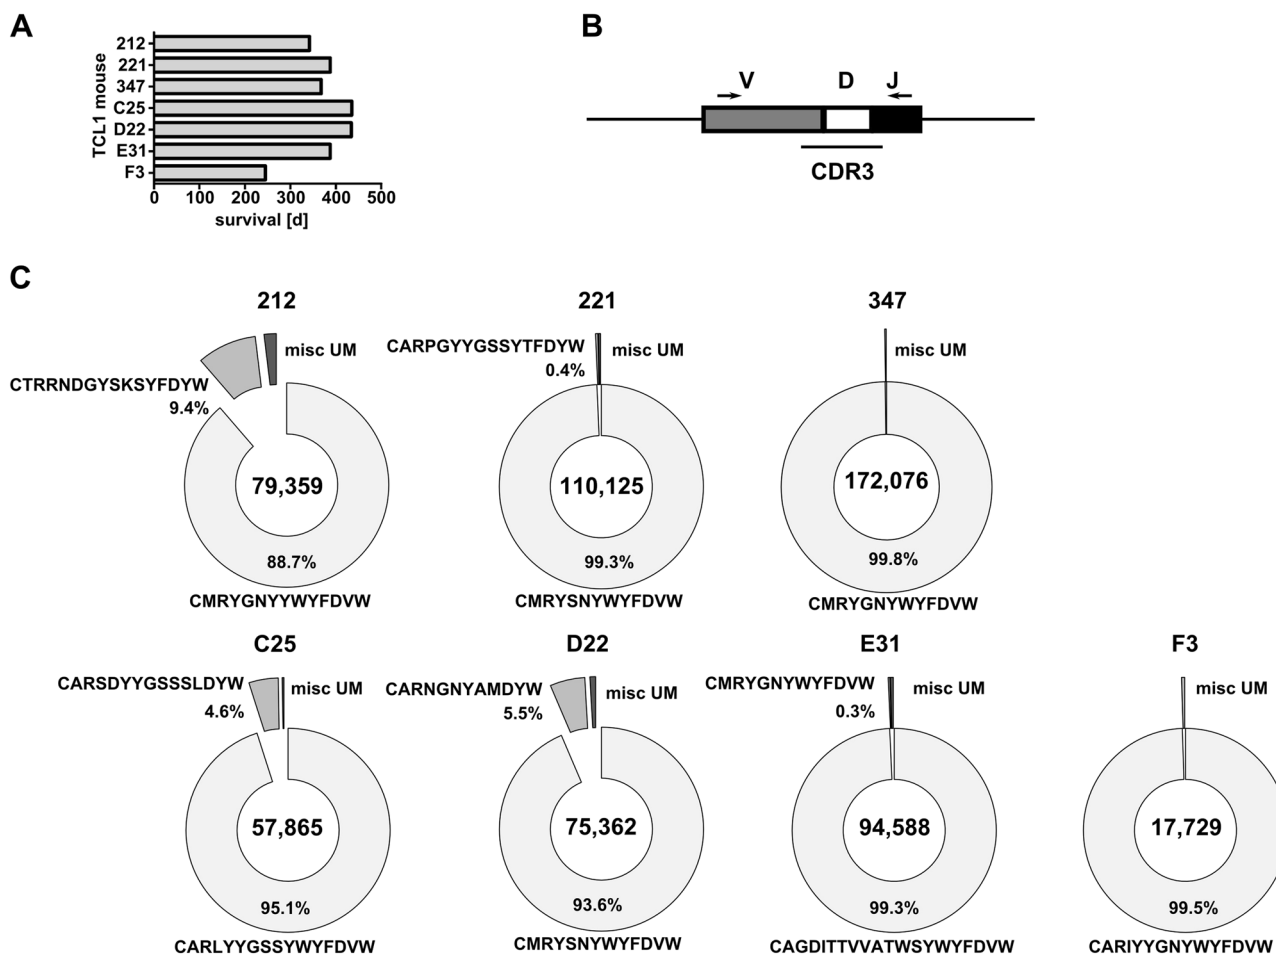 A
TCL1 mouse
212
221
347
C25
D22
E31
F3
0 100 200 300 400 500
survival [d]
B
V D J
CDR3
C
212
misc UM
CTRRNDGYSKSYFDYW
9.4%
79,359
88.7%
CMRYGNYYWYFDVW
221
CARPGYYGSSYTFDYW
misc UM
0.4%
110,125
99.3%
CMRYSNYWYFDVW
347
misc UM
172,076
99.8%
CMRYGNYWYFDVW
C25
CARSDYYGSSSLDYW
misc UM
4.6%
57,865
95.1%
CARLYYGSSYWYFDVW
D22
CARNGNYAMDYW
misc UM
5.5%
75,362
93.6%
CMRYSNYWYFDVW
E31
CMRYGNYWYFDVW
misc UM
0.3%
94,588
99.3%
CAGDITTVVATWSYWYFDVW
F3
misc UM
17,729
99.5%
CARIYYGNYWYFDVW